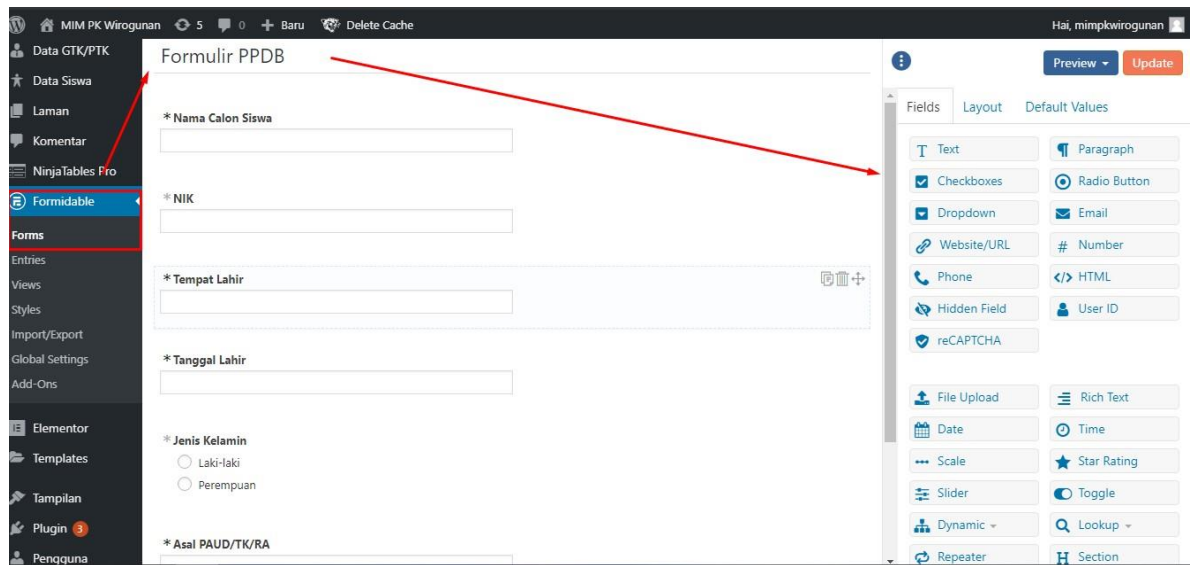 MIM PK Wirogunan 5 0 + Baru Delete Cache Hai, mimpkwirogunan
Data GTK/PTK
Data Siswa
Laman
Komentar
NinjaTables Pro
Formidable
Forms
Entries
Views
Styles
Import/Export
Global Settings
Add-Ons
Elementor
Templates
Tampilan
Plugin 3
Pengguna
Formulir PPDB
* Nama Calon Siswa
* NIK
* Tempat Lahir
* Tanggal Lahir
* Jenis Kelamin
Laki-laki
Perempuan
* Asal PAUD/TK/RA
Preview Update
Fields Layout Default Values
Text Paragraph
Checkboxes Radio Button
Dropdown Email
Website/URL # Number
Phone </> HTML
Hidden Field User ID
reCAPTCHA
File Upload Rich Text
Date Time
Scale Star Rating
Slider Toggle
Dynamic Lookup
Repeater H Section